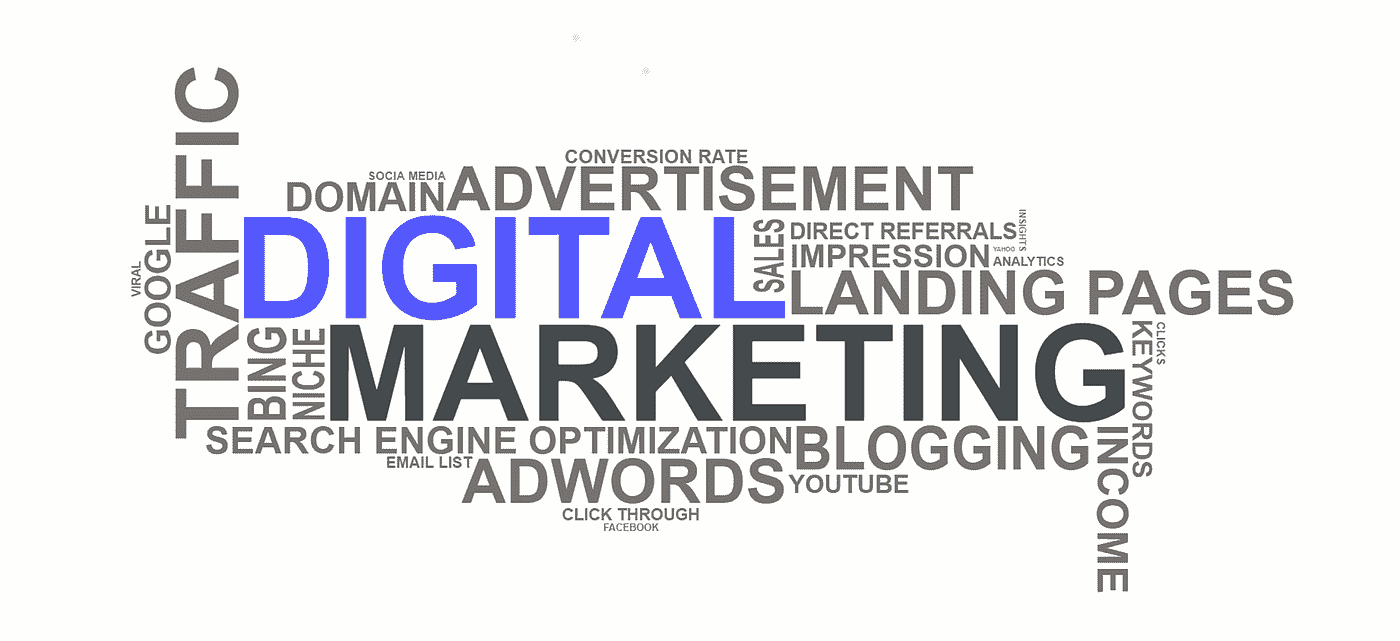 CONVERSION RATE
SOCIA MEDIA
DOMAIN
ADVERTISEMENT
TRAFFIC
GOOGLE
VIRAL
DIGITAL
SALES
DIRECT REFERRALS
INSIGHTS
IMPRESSION
YAHOO
ANALYTICS
LANDING PAGES
BING
NICHE
MARKETING
KEYWORDS
CLICKS
SEARCH ENGINE OPTIMIZATION
BLOGGING
INCOME
EMAIL LIST
ADWORDS
YOUTUBE
CLICK THROUGH
FACEBOOK